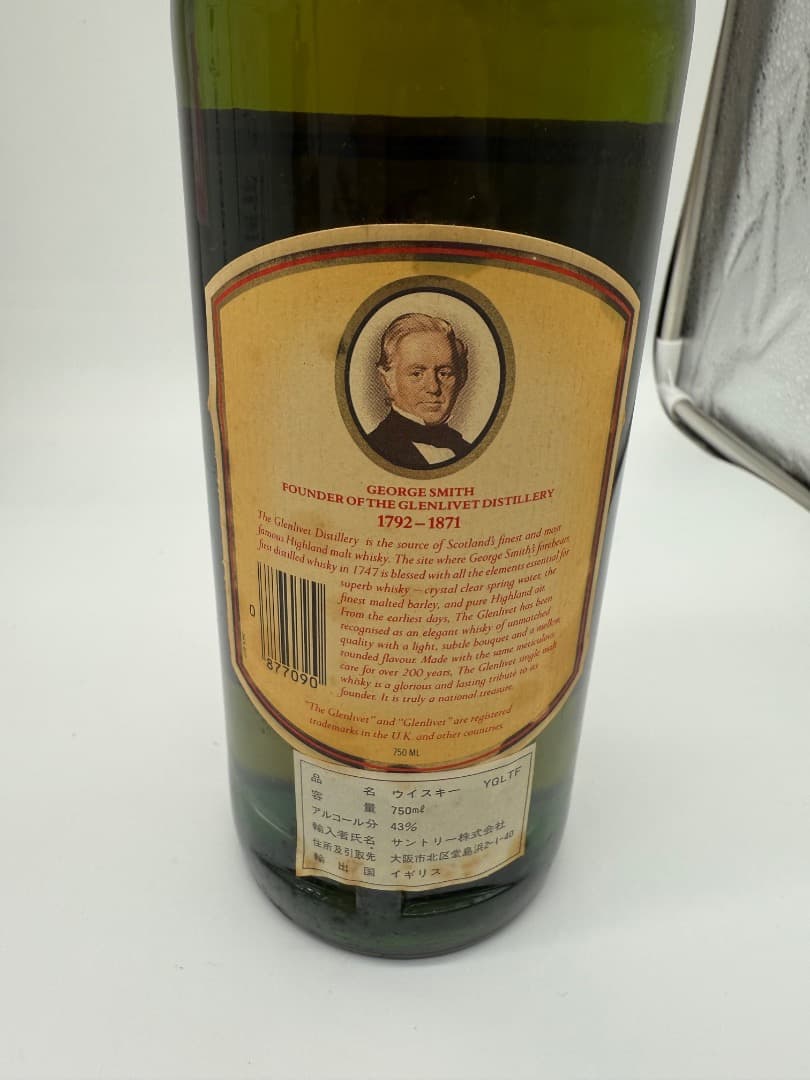 GEORGE SMITH
FOUNDER OF THE GLENLIVET DISTILLERY
1792–1871
The Glenlivet Distillery is the source of Scotland's finest and most
famous Highland malt whisky. The site where George Smith's forebears
first distilled whisky in 1747 is blessed with all the elements essential for
superb whisky – crystal clear spring water, the
finest malted barley, and pure Highland air.
From the earliest days, The Glenlivet has been
recognised as an elegant whisky of unmatched
quality with a light, subtle bouquet and a mellow,
rounded flavour. Made with the same meticulous
care for over 200 years, The Glenlivet single malt
whisky is a glorious and lasting tribute to its
founder. It is truly a national treasure.
0
877090
"The Glenlivet" and "Glenlivet" are registered
trademarks in the U.K. and other countries.
750 ML
品名 ウイスキー YGLTF
容量 750ml
アルコール分 43%
輸入者氏名 サントリー株式会社
住所及引取先 大阪市北区堂島浜2-1-40
輸出国 イギリス